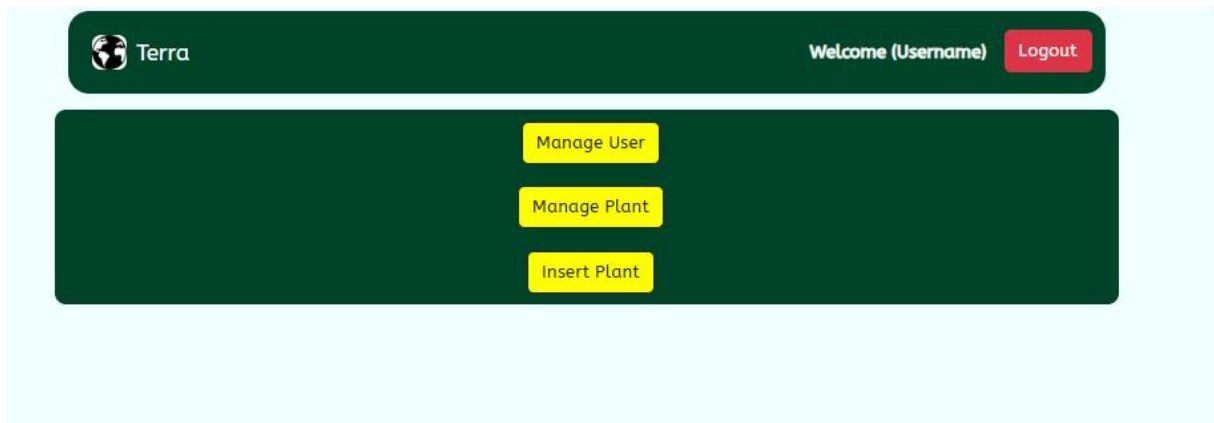 Terra
Welcome (Username)
Logout
Manage User
Manage Plant
Insert Plant